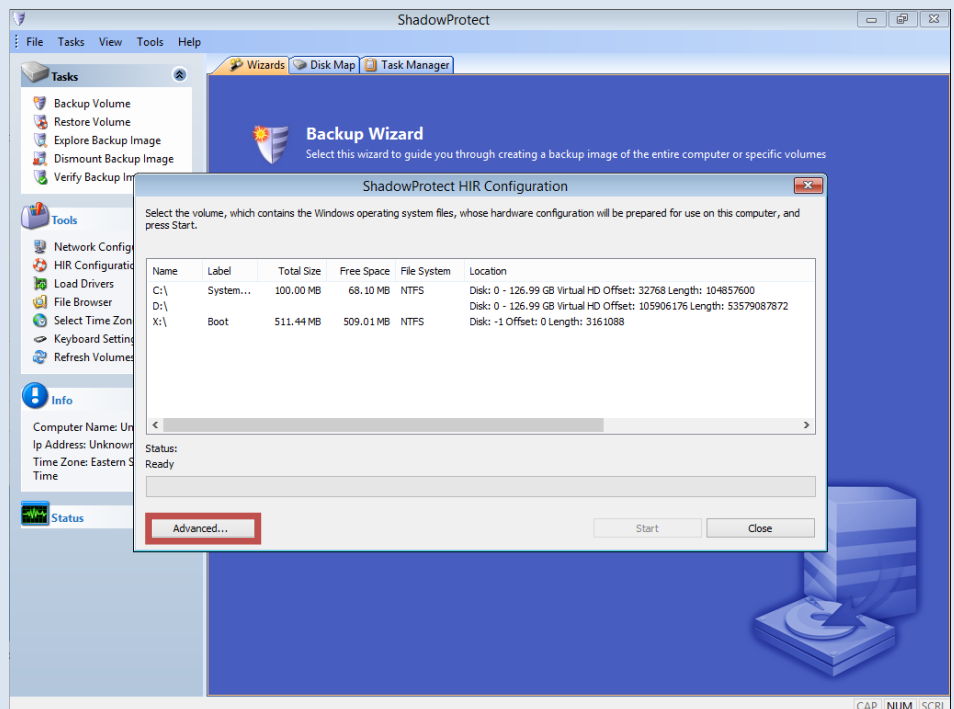 ShadowProtect
File Tasks View Tools Help
Tasks
Backup Volume
Restore Volume
Explore Backup Image
Dismount Backup Image
Verify Backup Im
Tools
Network Configu
HIR Configuratio
Load Drivers
File Browser
Select Time Zon
Keyboard Setting
Refresh Volumes
Info
Computer Name: Un
Ip Address: Unknown
Time Zone: Eastern S
Time
Status
Wizards Disk Map Task Manager
Backup Wizard
Select this wizard to guide you through creating a backup image of the entire computer or specific volumes
ShadowProtect HIR Configuration
Select the volume, which contains the Windows operating system files, whose hardware configuration will be prepared for use on this computer, and
press Start.
Name Label Total Size Free Space File System Location
C:\ System... 100.00 MB 68.10 MB NTFS Disk: 0 - 126.99 GB Virtual HD Offset: 32768 Length: 104857600
D:\ Disk: 0 - 126.99 GB Virtual HD Offset: 105906176 Length: 53579087872
X:\ Boot 511.44 MB 509.01 MB NTFS Disk: -1 Offset: 0 Length: 3161088
Status:
Ready
Advanced... Start Close
CAP NUM SCRL